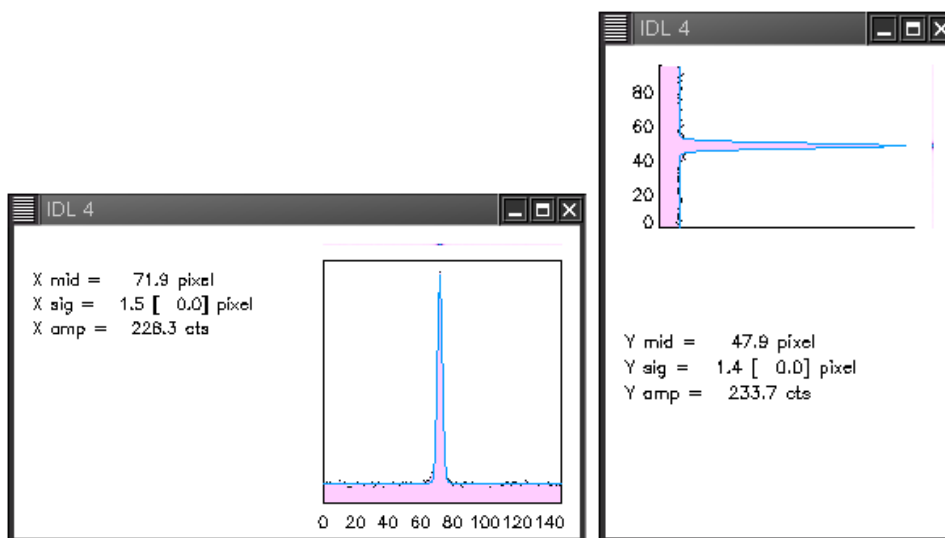 IDL 4
X mid = 71.9 pixel
X sig = 1.5 [ 0.0] pixel
X amp = 226.3 cts
0 20 40 60 80 100 120 140
IDL 4
80
60
40
20
0
Y mid = 47.9 pixel
Y sig = 1.4 [ 0.0] pixel
Y amp = 233.7 cts